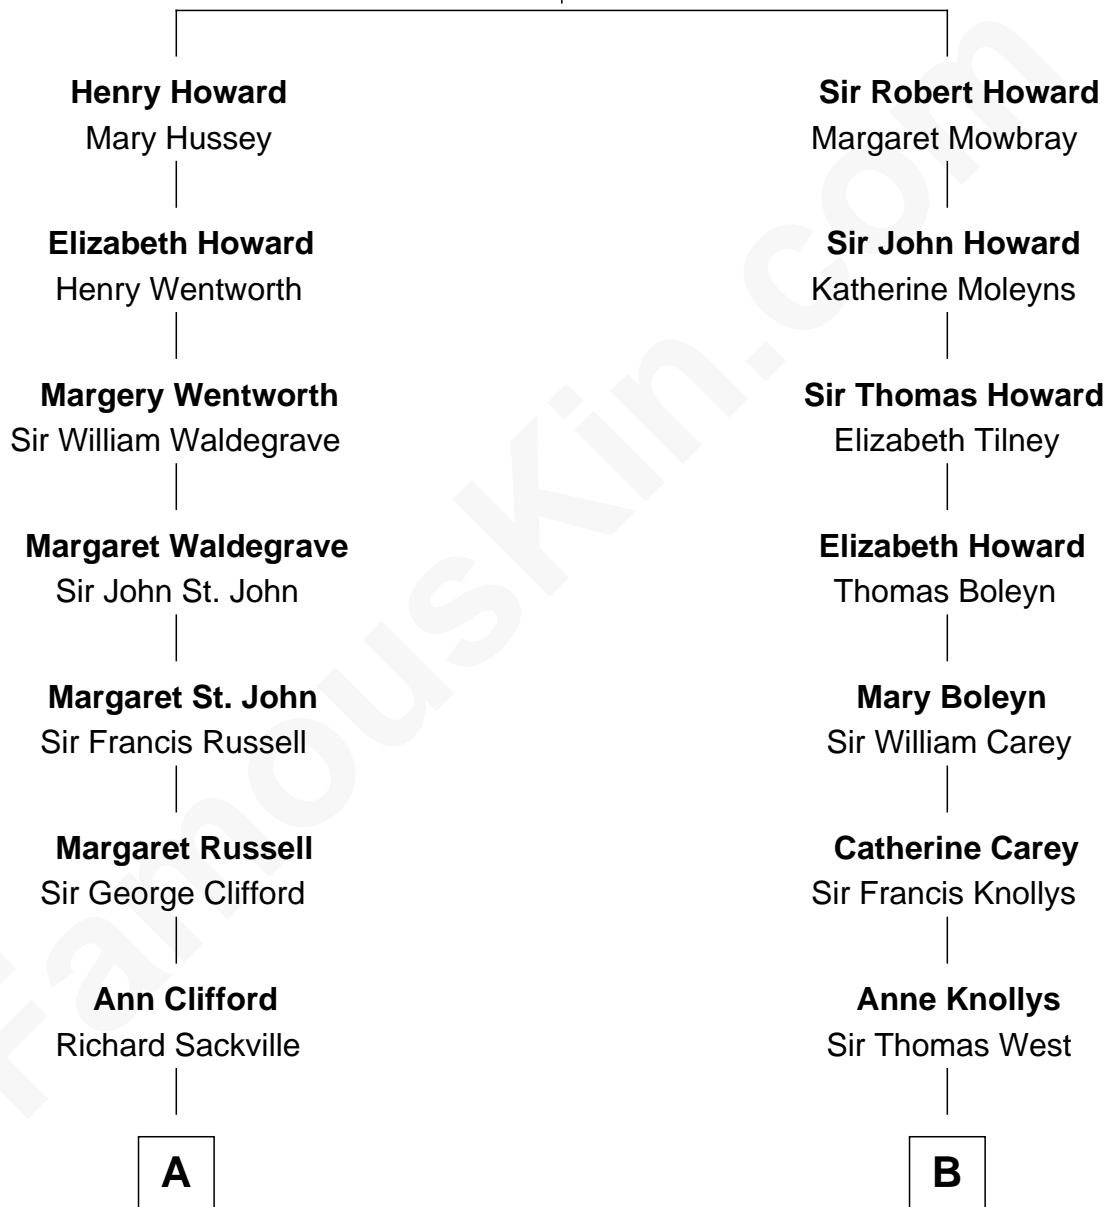 Henry Howard
Mary Hussey
Elizabeth Howard
Henry Wentworth
Margery Wentworth
Sir William Waldegrave
Margaret Waldegrave
Sir John St. John
Margaret St. John
Sir Francis Russell
Margaret Russell
Sir George Clifford
Ann Clifford
Richard Sackville
A
Sir Robert Howard
Margaret Mowbray
Sir John Howard
Katherine Moleyns
Sir Thomas Howard
Elizabeth Tilney
Elizabeth Howard
Thomas Boleyn
Mary Boleyn
Sir William Carey
Catherine Carey
Sir Francis Knollys
Anne Knollys
Sir Thomas West
B
FamousKin.com